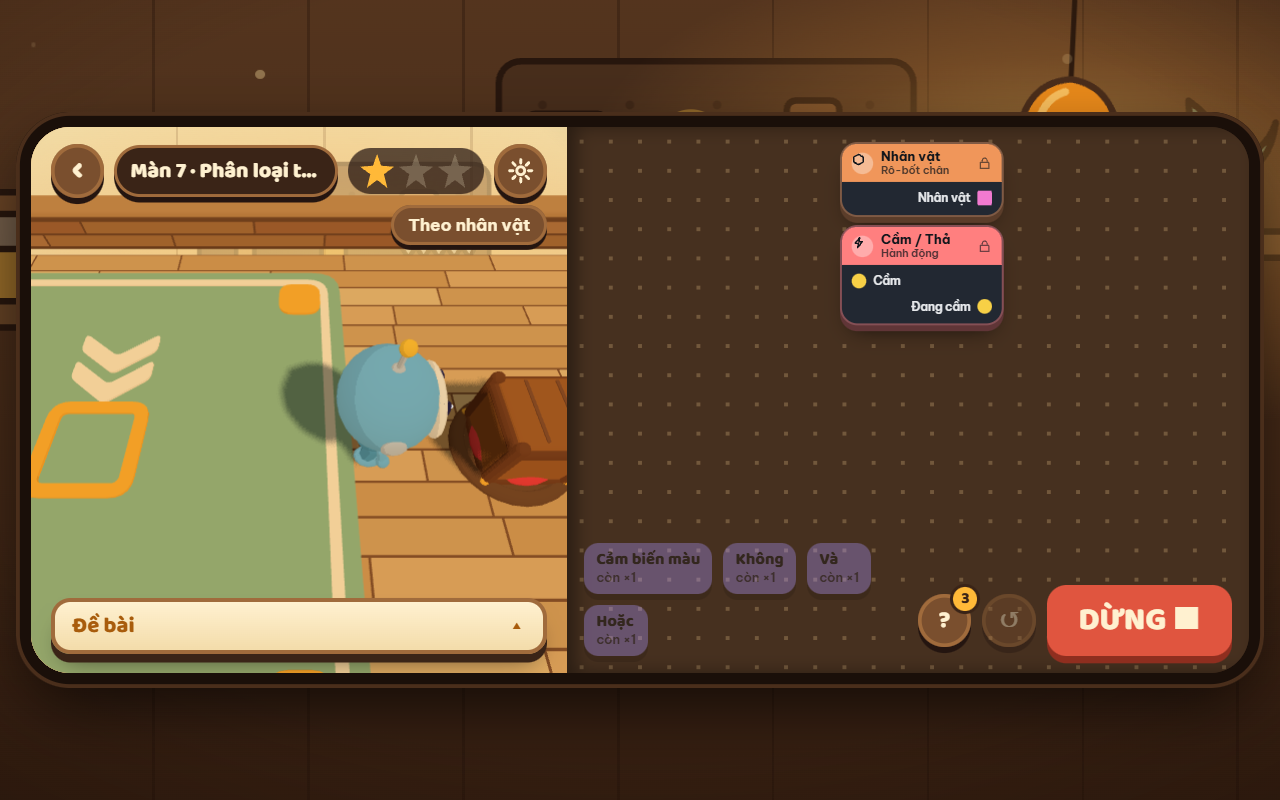 Màn 7 · Phân loại t...
Theo nhân vật
Đề bài
Nhân vật
Rô-bốt chân
Nhân vật
Cầm / Thả
Hành động
Cầm
Đang cầm
Cảm biến màu
còn ×1
Không
còn ×1
Và
còn ×1
Hoặc
còn ×1
?
3
DỪNG